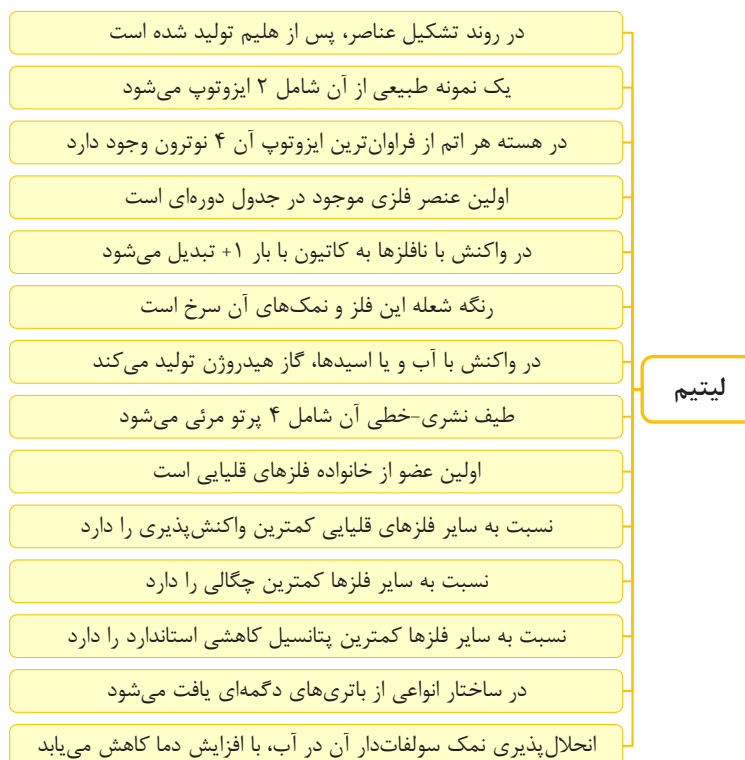 در روند تشکیل عناصر، پس از هلیم تولید شده است
یک نمونه طبیعی از آن شامل ۲ ایزوتوپ می‌شود
در هسته هر اتم از فراوان‌ترین ایزوتوپ آن ۴ نوترون وجود دارد
اولین عنصر فلزی موجود در جدول دوره‌ای است
در واکنش با نافلزها به کاتیون با بار ۱+ تبدیل می‌شود
رنگه شعله این فلز و نمک‌های آن سرخ است
در واکنش با آب و یا اسیدها، گاز هیدروژن تولید می‌کند
لیتیم
طیف نشری-خطی آن شامل ۴ پرتو مرئی می‌شود
اولین عضو از خانواده فلزهای قلیایی است
نسبت به سایر فلزهای قلیایی کمترین واکنش‌پذیری را دارد
نسبت به سایر فلزها کمترین چگالی را دارد
نسبت به سایر فلزها کمترین پتانسیل کاهشی استاندارد را دارد
در ساختار انواعی از باتری‌های دگمه‌ای یافت می‌شود
انحلال‌پذیری نمک سولفات‌دار آن در آب، با افزایش دما کاهش می‌یابد